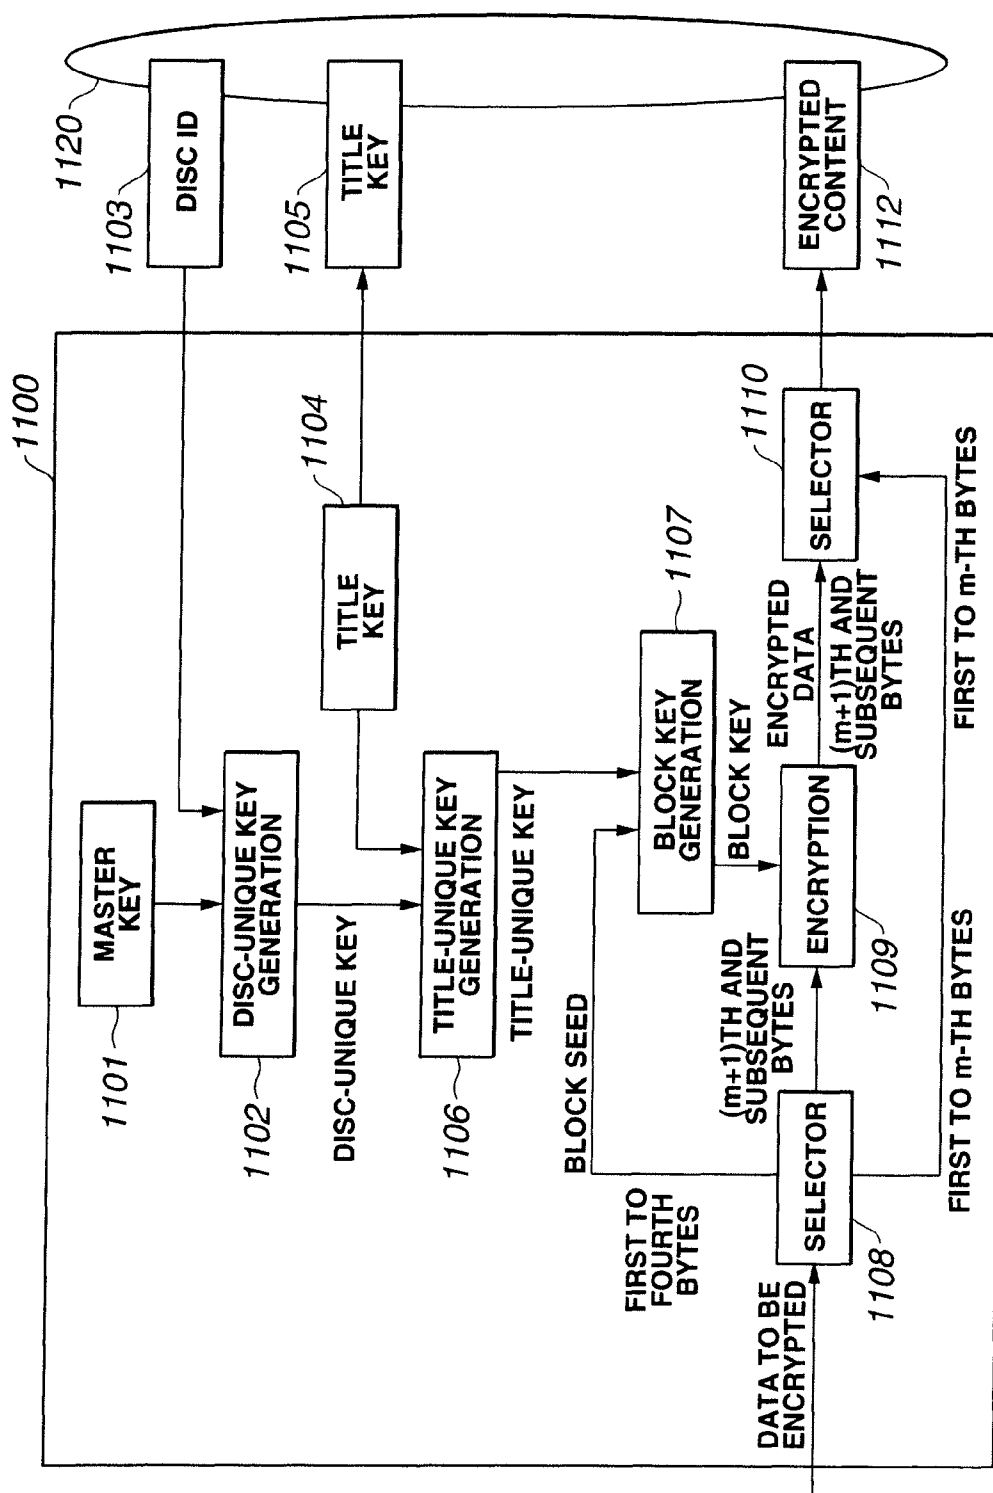 1100
1120
1103
DISC ID
1101
MASTER
KEY
1102
DISC-UNIQUE KEY
GENERATION
DISC-UNIQUE KEY
1104
TITLE
KEY
1105
TITLE
KEY
1106
TITLE-UNIQUE KEY
GENERATION
TITLE-UNIQUE KEY
BLOCK SEED
FIRST TO
FOURTH
BYTES
1107
BLOCK KEY
GENERATION
BLOCK KEY
DATA TO BE
ENCRYPTED
SELECTOR
1108
(m+1)TH AND
SUBSEQUENT
BYTES
ENCRYPTION
1109
ENCRYPTED
DATA
(m+1)TH AND
SUBSEQUENT
BYTES
1110
SELECTOR
ENCRYPTED
CONTENT
1112
FIRST TO m-TH BYTES
FIRST TO m-TH BYTES